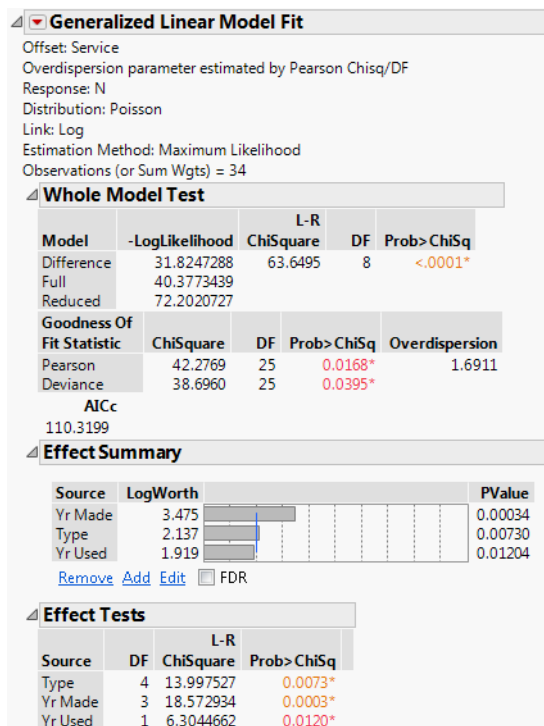 Generalized Linear Model Fit
Offset: Service
Overdispersion parameter estimated by Pearson Chisq/DF
Response: N
Distribution: Poisson
Link: Log
Estimation Method: Maximum Likelihood
Observations (or Sum Wgts) = 34
Whole Model Test
L-R
Model -LogLikelihood ChiSquare DF Prob>ChiSq
Difference 31.8247288 63.6495 8 <.0001*
Full 40.3773439
Reduced 72.2020727
Goodness Of
Fit Statistic ChiSquare DF Prob>ChiSq Overdispersion
Pearson 42.2769 25 0.0168* 1.6911
Deviance 38.6960 25 0.0395*
AICc
110.3199
Effect Summary
Source LogWorth PValue
Yr Made 3.475 0.00034
Type 2.137 0.00730
Yr Used 1.919 0.01204
Remove Add Edit FDR
Effect Tests
L-R
Source DF ChiSquare Prob>ChiSq
Type 4 13.997527 0.0073*
Yr Made 3 18.572934 0.0003*
Yr Used 1 6.3044662 0.0120*